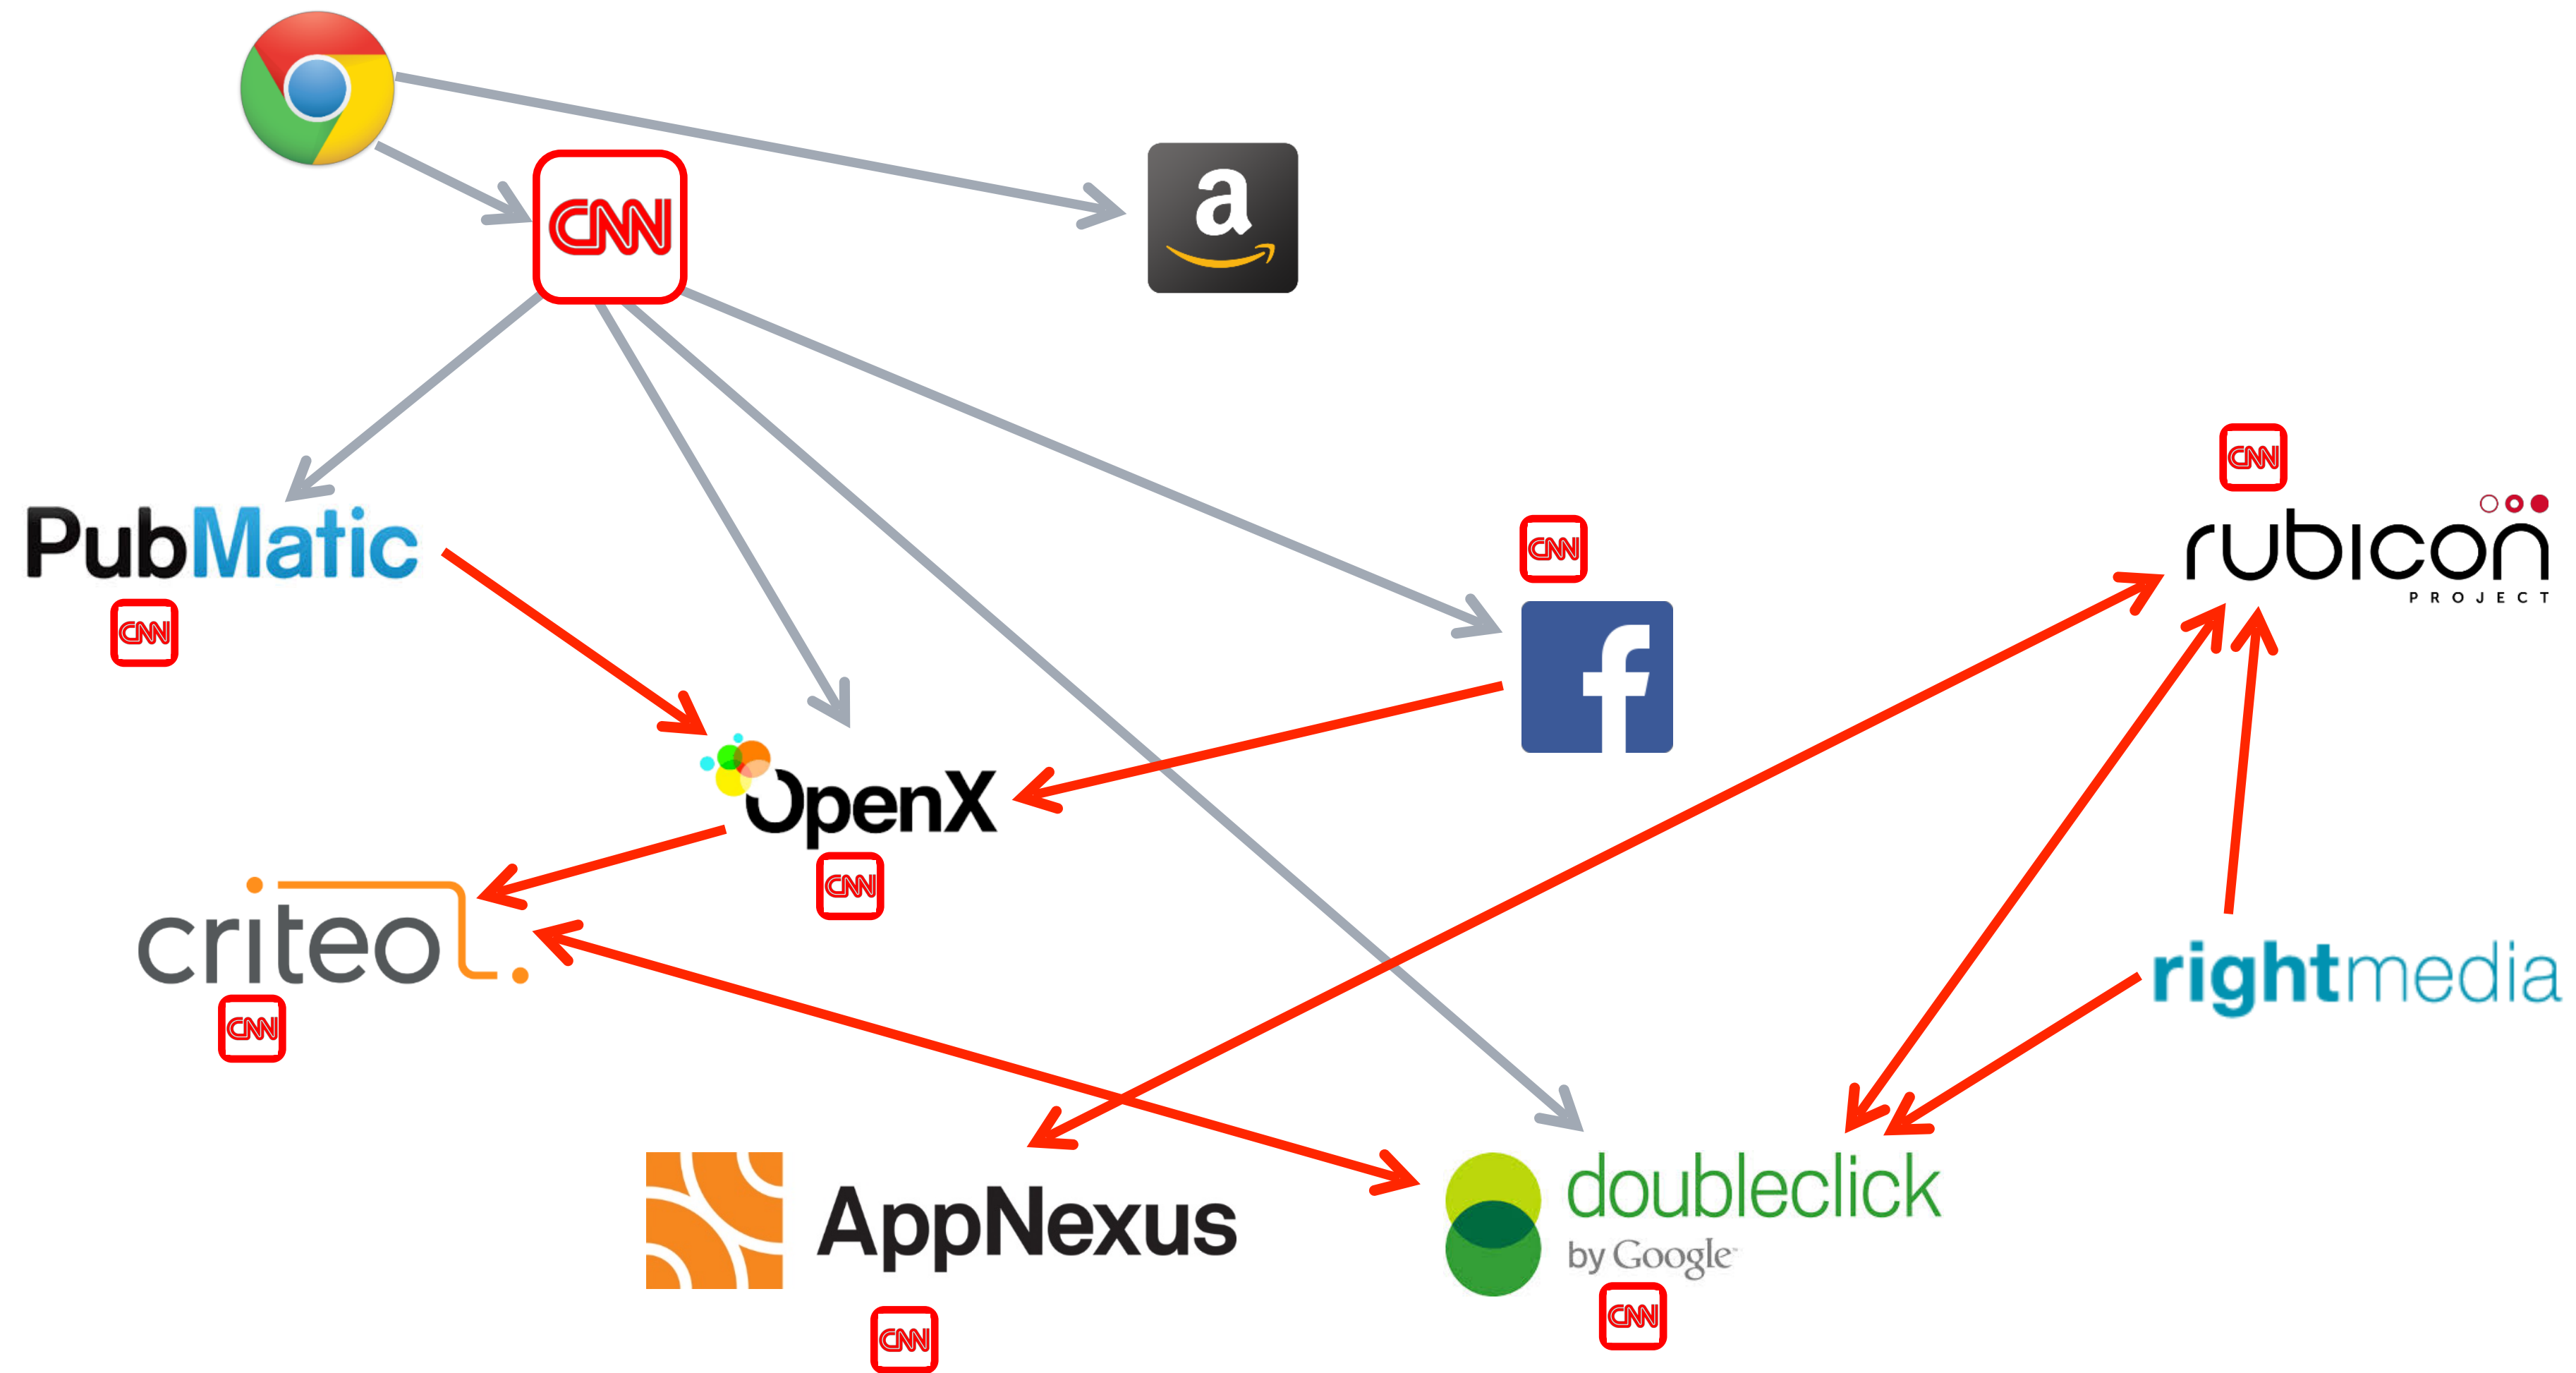 CNN
a
CNN
CNN
PubMatic
rubicon
PROJECT
CNN
f
OpenX
CNN
criteo
rightmedia
CNN
AppNexus
doubleclick
by Google
CNN
CNN